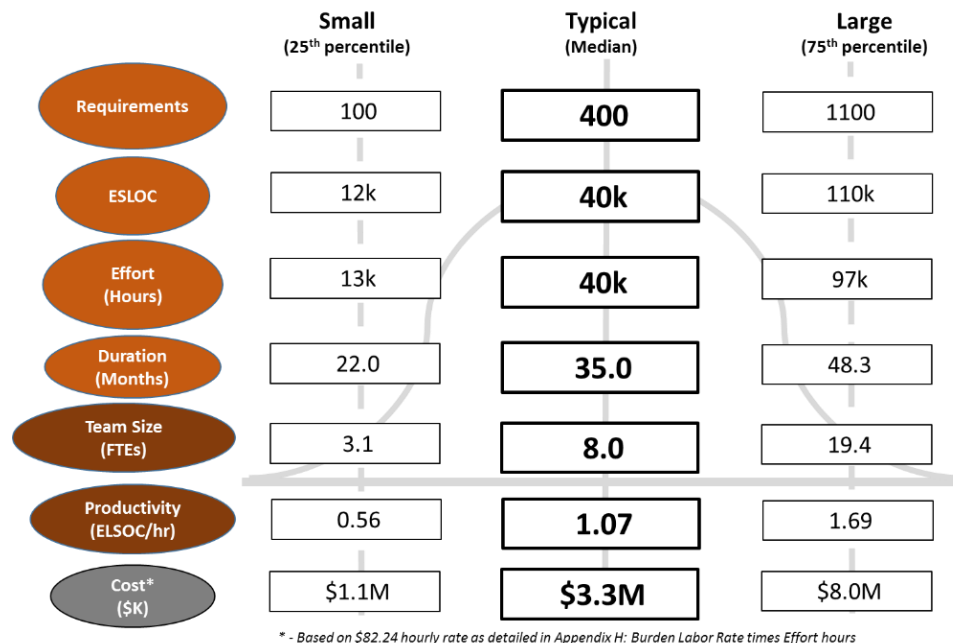 Small
(25th percentile)
Typical
(Median)
Large
(75th percentile)
Requirements
100
400
1100
ESLOC
12k
40k
110k
Effort
(Hours)
13k
40k
97k
Duration
(Months)
22.0
35.0
48.3
Team Size
(FTEs)
3.1
8.0
19.4
Productivity
(ELSOC/hr)
0.56
1.07
1.69
Cost*
($K)
$1.1M
$3.3M
$8.0M
* - Based on $82.24 hourly rate as detailed in Appendix H: Burden Labor Rate times Effort hours